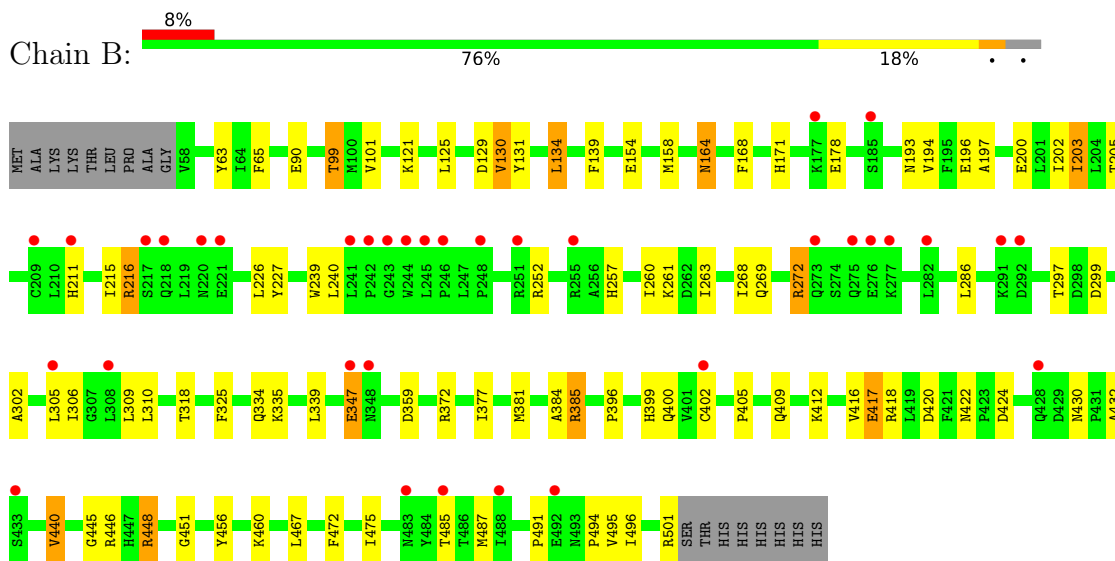 8%
Chain B:
76% 18% • •
MET ALA LYS LYS THR LEU PRO ALA GLY V58 Y63 I64 F65 E90 T99 M100 V101 K121 L125 D129 V130 Y131 L134 F139 E154 M158 N164 F168 H171 K177 E178 S185 N193 V194 F195 E196 A197 E200 L201 I202 I203 L204 T205
C209 L210 H211 I215 R216 S217 Q218 L219 N220 E221 L226 Y227 W239 L240 L241 P242 G243 W244 L245 P246 L247 P248 R251 R252 R255 A256 H257 I260 K261 D262 I263 I268 Q269 R272 Q273 S274 Q275 E276 K277 L282 L286 K291 D292 T297 D298 D299
A302 L305 I306 G307 L308 L309 L310 T318 F325 Q334 K335 L339 E347 N348 D359 R372 I377 M381 A384 R385 P396 H399 Q400 V401 C402 P405 Q409 K412 V416 E417 R418 L419 D420 F421 N422 P423 D424 Q428 D429 N430 P431 A432
S433 V440 G445 R446 H447 R448 G451 Y456 K460 L467 F472 I475 N483 Y484 T485 T486 M487 I488 P491 E492 N493 P494 V495 I496 R501 SER THR HIS HIS HIS HIS HIS HIS